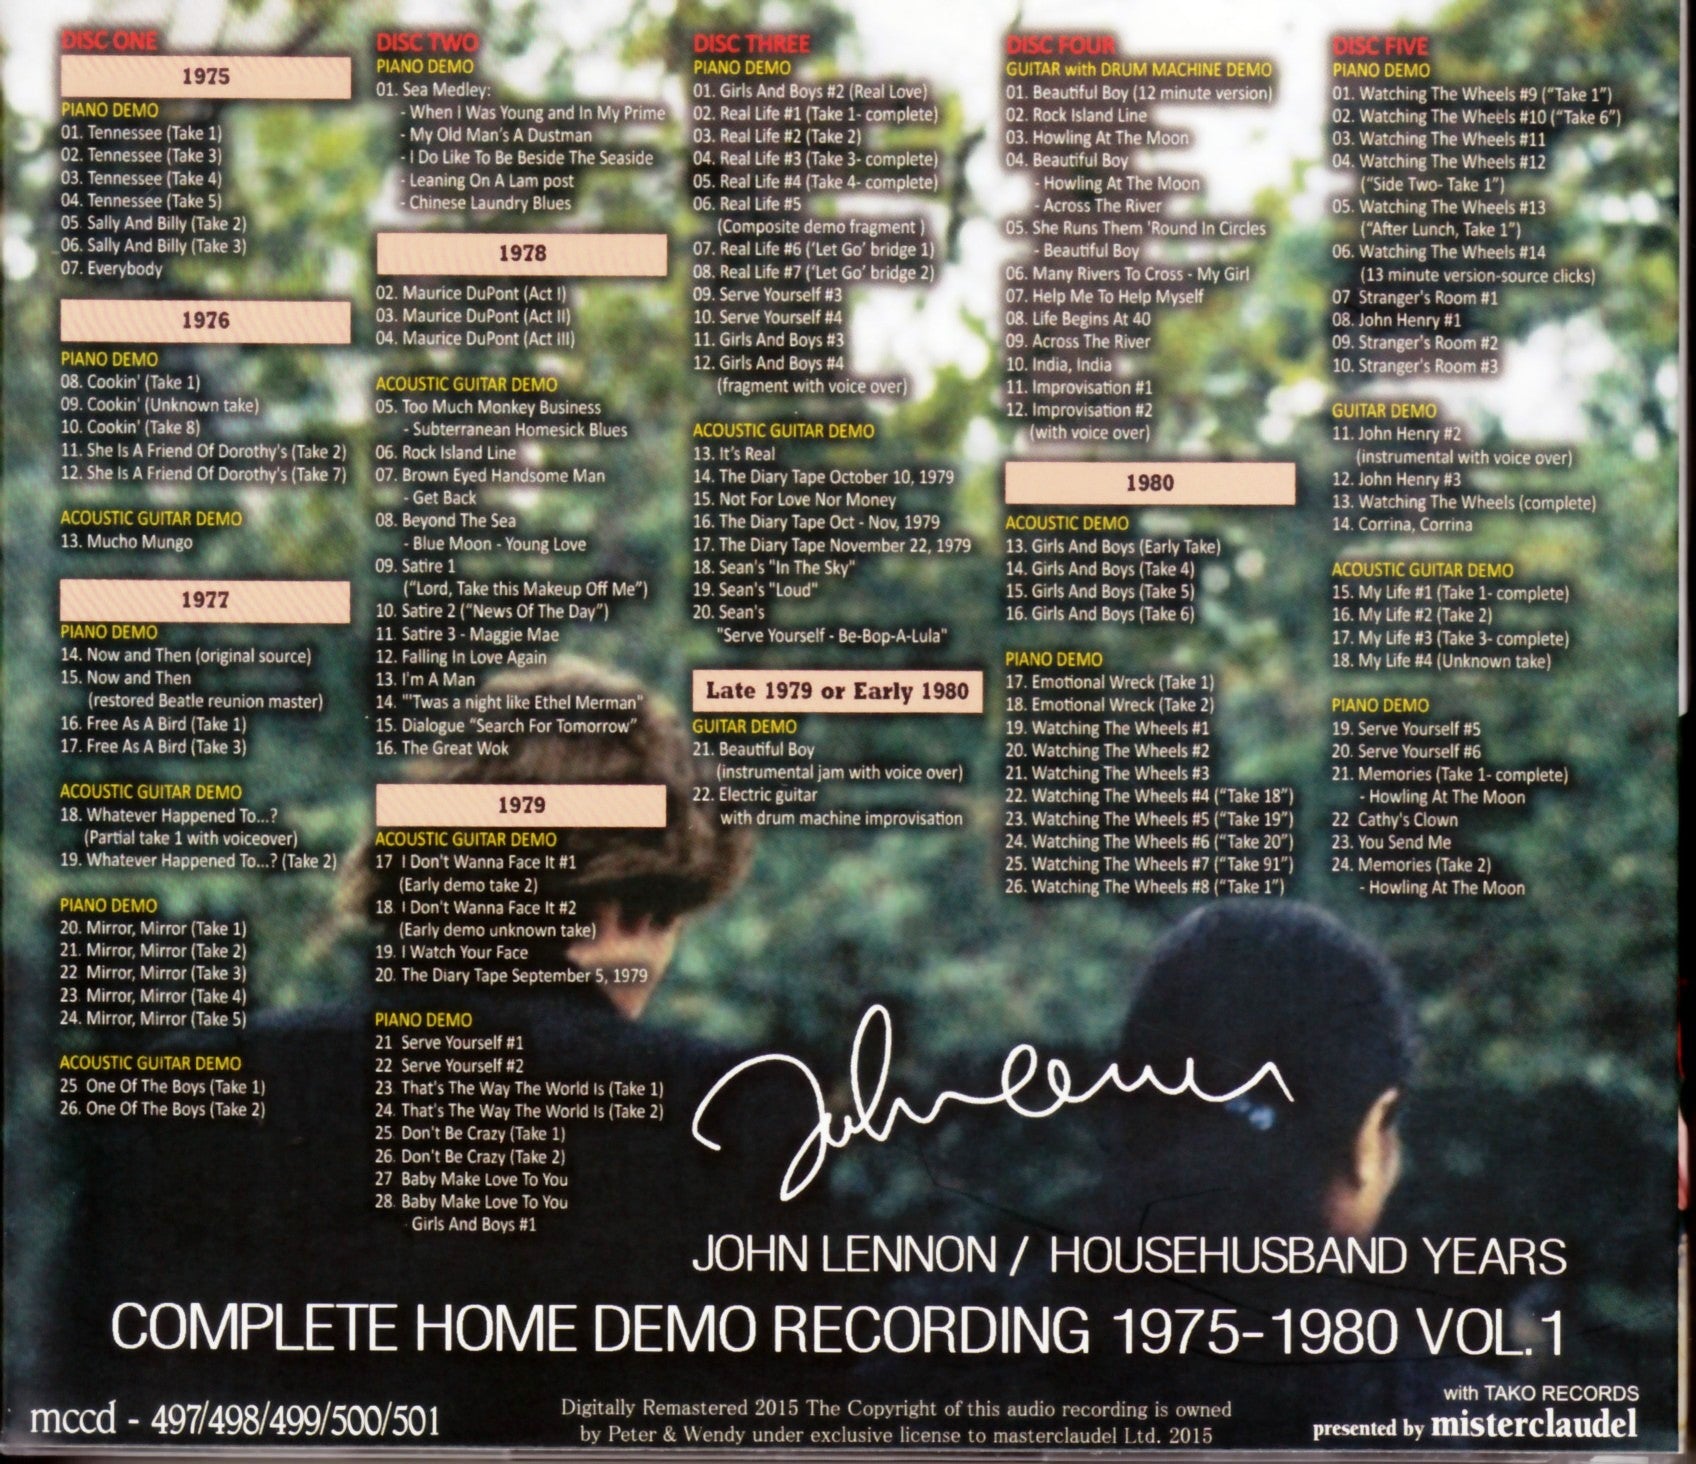 DISC ONE
1975
PIANO DEMO
01. Tennessee (Take 1)
02. Tennessee (Take 3)
03. Tennessee (Take 4)
04. Tennessee (Take 5)
05. Sally And Billy (Take 2)
06. Sally And Billy (Take 3)
07. Everybody
1976
PIANO DEMO
08. Cookin' (Take 1)
09. Cookin' (Unknown take)
10. Cookin' (Take 8)
11. She Is A Friend Of Dorothy's (Take 2)
12. She Is A Friend Of Dorothy's (Take 7)
ACOUSTIC GUITAR DEMO
13. Mucho Mungo
1977
PIANO DEMO
14. Now and Then (original source)
15. Now and Then
(restored Beatle reunion master)
16. Free As A Bird (Take 1)
17. Free As A Bird (Take 3)
ACOUSTIC GUITAR DEMO
18. Whatever Happened To...?
(Partial take 1 with voiceover)
19. Whatever Happened To...? (Take 2)
PIANO DEMO
20. Mirror, Mirror (Take 1)
21. Mirror, Mirror (Take 2)
22. Mirror, Mirror (Take 3)
23. Mirror, Mirror (Take 4)
24. Mirror, Mirror (Take 5)
ACOUSTIC GUITAR DEMO
25. One Of The Boys (Take 1)
26. One Of The Boys (Take 2)
DISC TWO
PIANO DEMO
01. Sea Medley:
- When I Was Young and In My Prime
- My Old Man's A Dustman
- I Do Like To Be Beside The Seaside
- Leaning On A Lam post
- Chinese Laundry Blues
1978
02. Maurice DuPont (Act I)
03. Maurice DuPont (Act II)
04. Maurice DuPont (Act III)
ACOUSTIC GUITAR DEMO
05. Too Much Monkey Business
- Subterranean Homesick Blues
06. Rock Island Line
07. Brown Eyed Handsome Man
- Get Back
08. Beyond The Sea
- Blue Moon - Young Love
09. Satire 1
("Lord, Take this Makeup Off Me")
10. Satire 2 ("News Of The Day")
11. Satire 3 - Maggie Mae
12. Falling In Love Again
13. I'm A Man
14. "'Twas a night like Ethel Merman"
15. Dialogue "Search For Tomorrow"
16. The Great Wok
1979
ACOUSTIC GUITAR DEMO
17 I Don't Wanna Face It #1
(Early demo take 2)
18. I Don't Wanna Face It #2
(Early demo unknown take)
19. I Watch Your Face
20. The Diary Tape September 5, 1979
PIANO DEMO
21 Serve Yourself #1
22 Serve Yourself #2
23. That's The Way The World Is (Take 1)
24. That's The Way The World Is (Take 2)
25. Don't Be Crazy (Take 1)
26. Don't Be Crazy (Take 2)
27 Baby Make Love To You
28. Baby Make Love To You
- Girls And Boys #1
DISC THREE
PIANO DEMO
01. Girls And Boys #2 (Real Love)
02. Real Life #1 (Take 1- complete)
03. Real Life #2 (Take 2)
04. Real Life #3 (Take 3- complete)
05. Real Life #4 (Take 4- complete)
06. Real Life #5
(Composite demo fragment )
07. Real Life #6 ('Let Go' bridge 1)
08. Real Life #7 ('Let Go' bridge 2)
09. Serve Yourself #3
10. Serve Yourself #4
11. Girls And Boys #3
12. Girls And Boys #4
(fragment with voice over)
ACOUSTIC GUITAR DEMO
13. It's Real
14. The Diary Tape October 10, 1979
15. Not For Love Nor Money
16. The Diary Tape Oct - Nov, 1979
17. The Diary Tape November 22, 1979
18. Sean's "In The Sky"
19. Sean's "Loud"
20. Sean's
"Serve Yourself - Be-Bop-A-Lula"
Late 1979 or Early 1980
GUITAR DEMO
21. Beautiful Boy
(instrumental jam with voice over)
22. Electric guitar
with drum machine improvisation
DISC FOUR
GUITAR with DRUM MACHINE DEMO
01. Beautiful Boy (12 minute version)
02. Rock Island Line
03. Howling At The Moon
04. Beautiful Boy
- Howling At The Moon
- Across The River
05. She Runs Them 'Round In Circles
- Beautiful Boy
06. Many Rivers To Cross - My Girl
07. Help Me To Help Myself
08. Life Begins At 40
09. Across The River
10. India, India
11. Improvisation #1
12. Improvisation #2
(with voice over)
1980
ACOUSTIC DEMO
13. Girls And Boys (Early Take)
14. Girls And Boys (Take 4)
15. Girls And Boys (Take 5)
16. Girls And Boys (Take 6)
PIANO DEMO
17. Emotional Wreck (Take 1)
18. Emotional Wreck (Take 2)
19. Watching The Wheels #1
20. Watching The Wheels #2
21. Watching The Wheels #3
22. Watching The Wheels #4 ("Take 18")
23. Watching The Wheels #5 ("Take 19")
24. Watching The Wheels #6 ("Take 20")
25. Watching The Wheels #7 ("Take 91")
26. Watching The Wheels #8 ("Take 1")
DISC FIVE
PIANO DEMO
01. Watching The Wheels #9 ("Take 1")
02. Watching The Wheels #10 ("Take 6")
03. Watching The Wheels #11
04. Watching The Wheels #12
("Side Two- Take 1")
05. Watching The Wheels #13
("After Lunch, Take 1")
06. Watching The Wheels #14
(13 minute version-source clicks)
07 Stranger's Room #1
08. John Henry #1
09. Stranger's Room #2
10. Stranger's Room #3
GUITAR DEMO
11. John Henry #2
(instrumental with voice over)
12. John Henry #3
13. Watching The Wheels (complete)
14. Corrina, Corrina
ACOUSTIC GUITAR DEMO
15. My Life #1 (Take 1- complete)
16. My Life #2 (Take 2)
17. My Life #3 (Take 3- complete)
18. My Life #4 (Unknown take)
PIANO DEMO
19. Serve Yourself #5
20. Serve Yourself #6
21. Memories (Take 1- complete)
- Howling At The Moon
22 Cathy's Clown
23. You Send Me
24. Memories (Take 2)
- Howling At The Moon
John Lennon
JOHN LENNON / HOUSEHUSBAND YEARS
COMPLETE HOME DEMO RECORDING 1975-1980 VOL.1
mccd - 497/498/499/500/501
Digitally Remastered 2015 The Copyright of this audio recording is owned
by Peter & Wendy under exclusive license to masterclaudel Ltd. 2015
with TAKO RECORDS
presented by misterclaudel